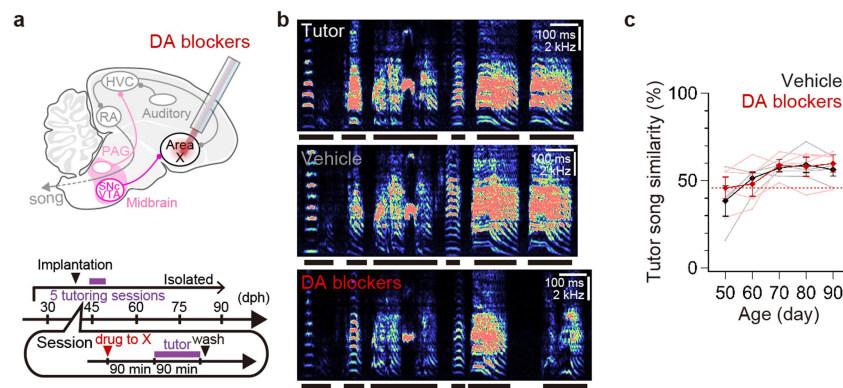 a
DA blockers
HVC
RA
Auditory
Area
X
PAG
SNc
VTA
song
Midbrain
Implantation
Isolated
5 tutoring sessions
(dph)
30 45 60 75 90
Session
drug to X
tutor
wash
90 min 90 min
b
Tutor
100 ms
2 kHz
Vehicle
100 ms
2 kHz
DA blockers
100 ms
2 kHz
c
Vehicle
DA blockers
Tutor song similarity (%)
100
50
0
50 60 70 80 90
Age (day)